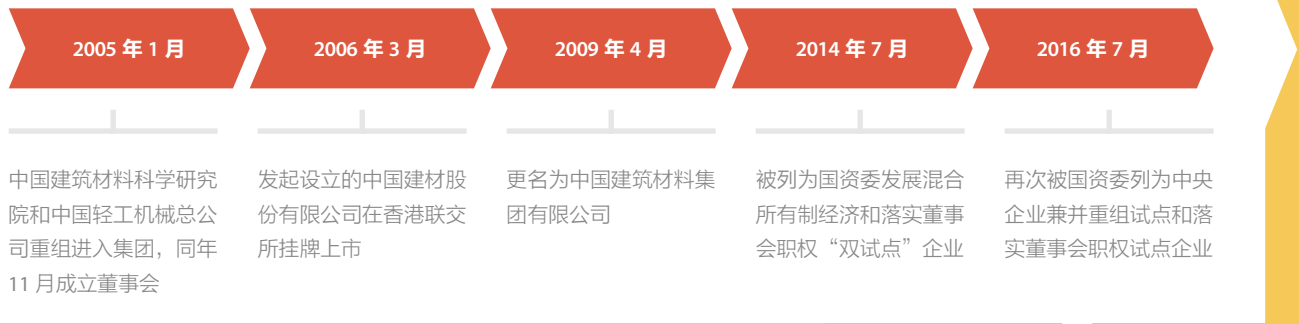 2005 年 1 月
中国建筑材料科学研究
院和中国轻工机械总公
司重组进入集团，同年
11 月成立董事会
2006 年 3 月
发起设立的中国建材股
份有限公司在香港联交
所挂牌上市
2009 年 4 月
更名为中国建筑材料集
团有限公司
2014 年 7 月
被列为国资委发展混合
所有制经济和落实董事
会职权“双试点”企业
2016 年 7 月
再次被国资委列为中央
企业兼并重组试点和落
实董事会职权试点企业